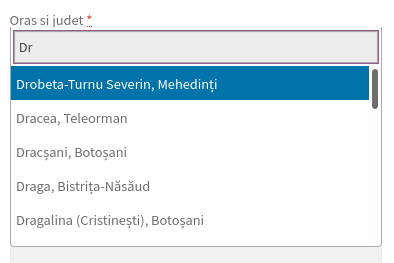 Oras si judet *
Dr
Drobeta-Turnu Severin, Mehedinți
Dracea, Teleorman
Dracșani, Botoșani
Draga, Bistrița-Năsăud
Dragalina (Cristinești), Botoșani